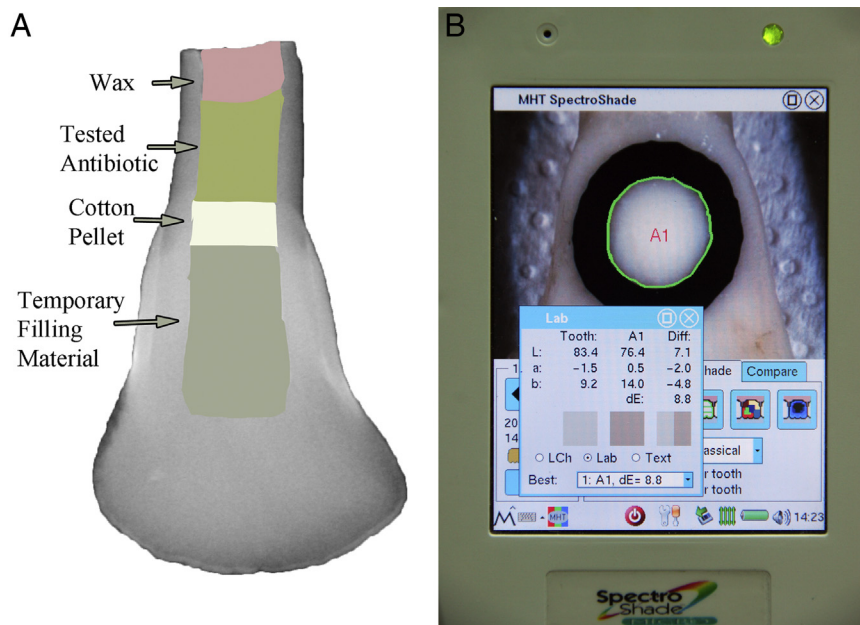 A
Wax
Tested
Antibiotic
Cotton
Pellet
Temporary
Filling
Material
B
MHT SpectroShade
A1
Lab
Tooth: A1 Diff:
L: 83.4 76.4 7.1
a: -1.5 0.5 -2.0
b: 9.2 14.0 -4.8
dE: 8.8
LCh Lab Text
Best: 1: A1, dE= 8.8
1
hade Compare
20
14
assical
r tooth
r tooth
MHT 14:23
Spectro
Shade